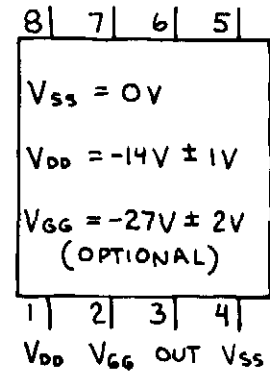 8 7 6 5
Vss = 0V
VDD = -14V ± 1V
VGG = -27V ± 2V
(OPTIONAL)
1 2 3 4
VDD VGG OUT VSS